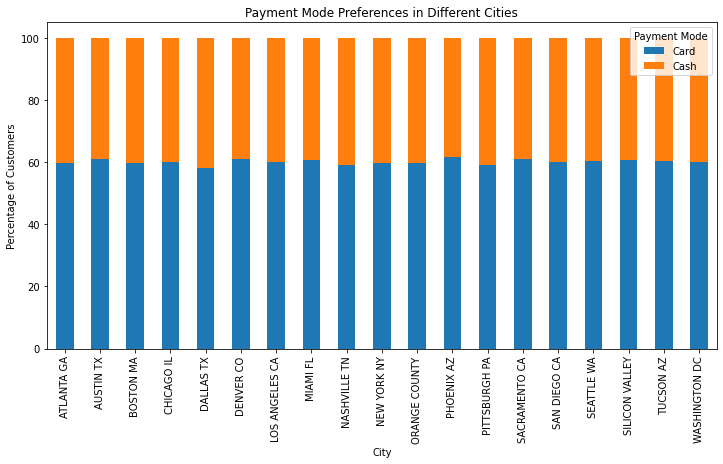 Payment Mode Preferences in Different Cities
Payment Mode
Card
Cash
Percentage of Customers
100
80
60
40
20
0
ATLANTA GA
AUSTIN TX
BOSTON MA
CHICAGO IL
DALLAS TX
DENVER CO
LOS ANGELES CA
MIAMI FL
NASHVILLE TN
NEW YORK NY
ORANGE COUNTY
PHOENIX AZ
PITTSBURGH PA
SACRAMENTO CA
SAN DIEGO CA
SEATTLE WA
SILICON VALLEY
TUCSON AZ
WASHINGTON DC
City